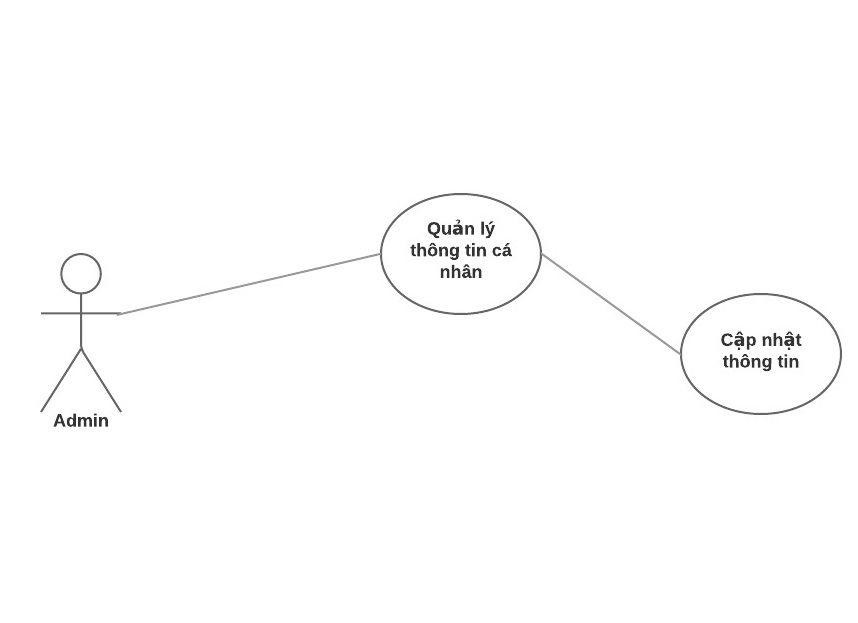 Quản lý
thông tin cá
nhân
Cập nhật
thông tin
Admin